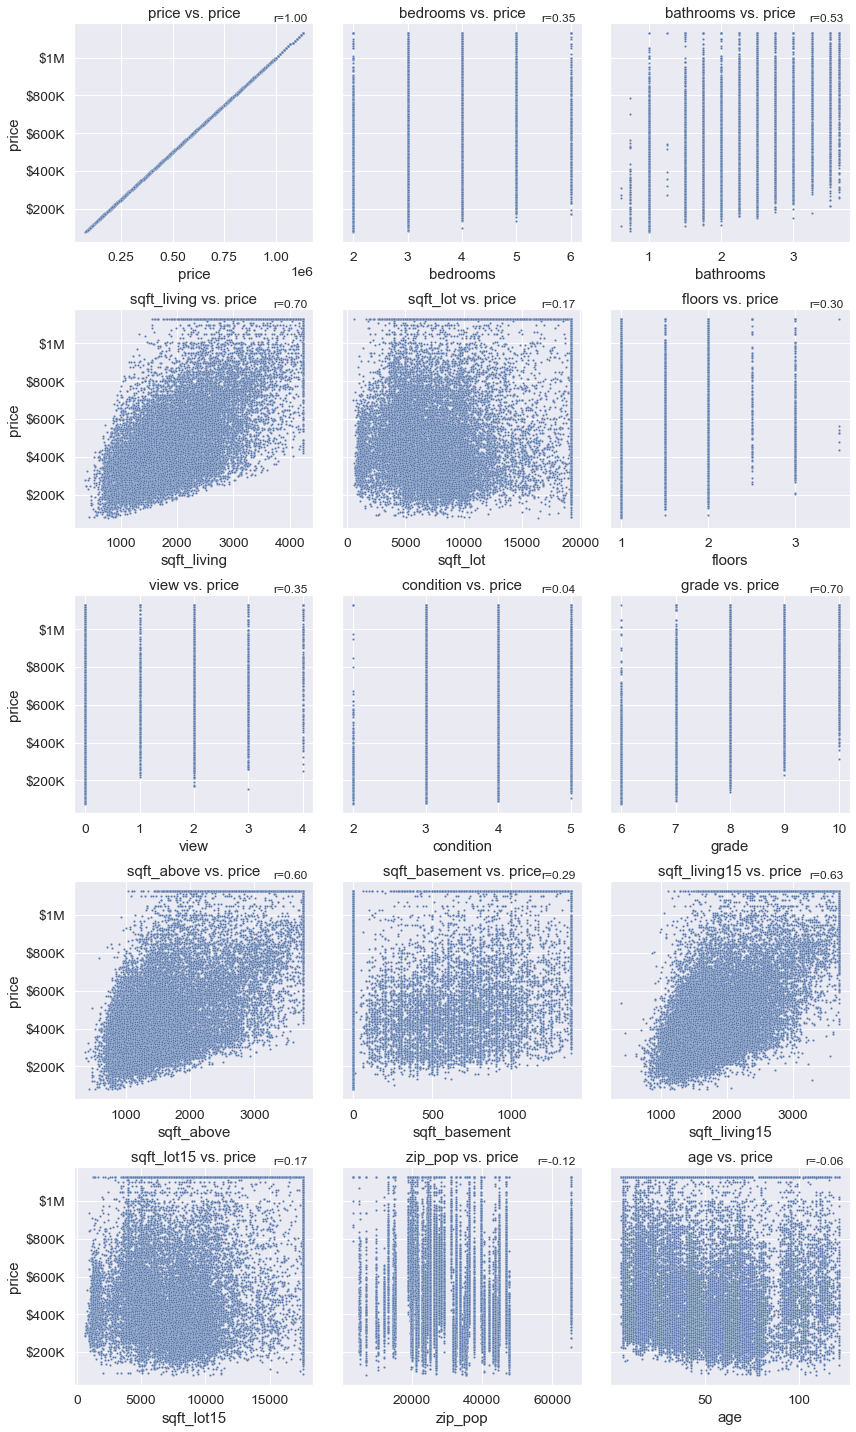 price vs. price r=1.00
bedrooms vs. price r=0.35
bathrooms vs. price r=0.53
$1M
$800K
$600K
$400K
$200K
price
0.25 0.50 0.75 1.00
1e6
price
2 3 4 5 6
bedrooms
1 2 3
bathrooms
sqft_living vs. price r=0.70
sqft_lot vs. price r=0.17
floors vs. price r=0.30
$1M
$800K
$600K
$400K
$200K
price
1000 2000 3000 4000
sqft_living
0 5000 10000 15000 20000
sqft_lot
1 2 3
floors
view vs. price r=0.35
condition vs. price r=0.04
grade vs. price r=0.70
$1M
$800K
$600K
$400K
$200K
price
0 1 2 3 4
view
2 3 4 5
condition
6 7 8 9 10
grade
sqft_above vs. price r=0.60
sqft_basement vs. price r=0.29
sqft_living15 vs. price r=0.63
$1M
$800K
$600K
$400K
$200K
price
1000 2000 3000
sqft_above
0 500 1000
sqft_basement
1000 2000 3000
sqft_living15
sqft_lot15 vs. price r=0.17
zip_pop vs. price r=-0.12
age vs. price r=-0.06
$1M
$800K
$600K
$400K
$200K
price
0 5000 10000 15000
sqft_lot15
20000 40000 60000
zip_pop
50 100
age